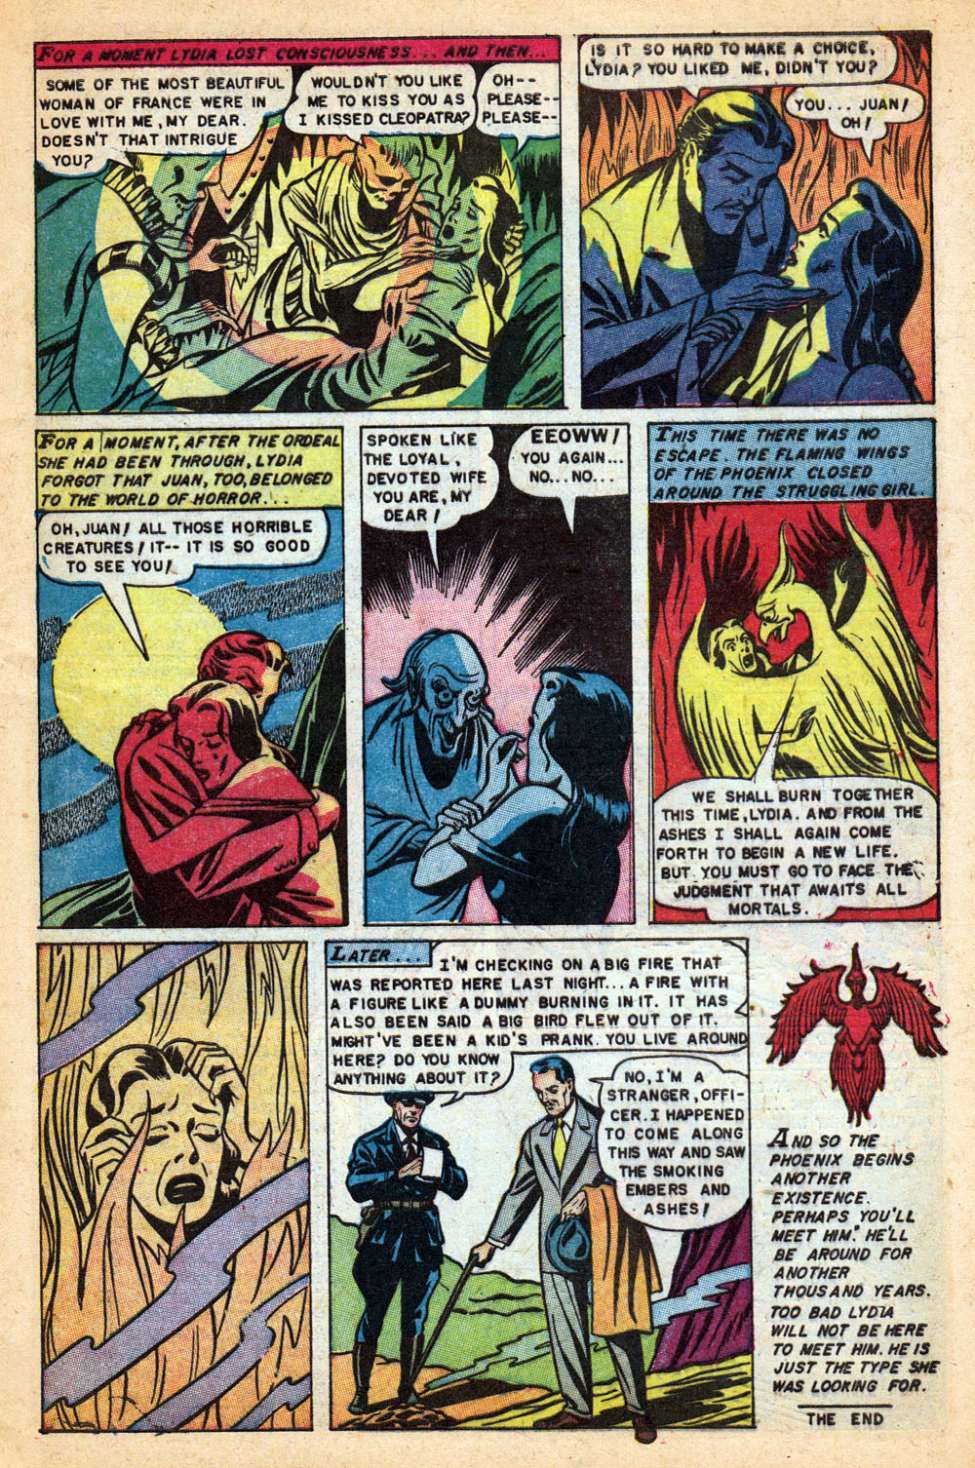 FOR A MOMENT LYDIA LOST CONSCIOUSNESS... AND THEN...
SOME OF THE MOST BEAUTIFUL
WOMAN OF FRANCE WERE IN
LOVE WITH ME, MY DEAR.
DOESN'T THAT INTRIGUE
YOU?
WOULDN'T YOU LIKE
ME TO KISS YOU AS
I KISSED CLEOPATRA?
OH--
PLEASE--
PLEASE--
IS IT SO HARD TO MAKE A CHOICE,
LYDIA? YOU LIKED ME, DIDN'T YOU?
YOU... JUAN!
OH!
FOR A MOMENT, AFTER THE ORDEAL
SHE HAD BEEN THROUGH, LYDIA
FORGOT THAT JUAN, TOO, BELONGED
TO THE WORLD OF HORROR...
OH, JUAN! ALL THOSE HORRIBLE
CREATURES! IT-- IT IS SO GOOD
TO SEE YOU!
SPOKEN LIKE
THE LOYAL,
DEVOTED WIFE
YOU ARE, MY
DEAR!
EEOWW!
YOU AGAIN...
NO... NO...
THIS TIME THERE WAS NO
ESCAPE. THE FLAMING WINGS
OF THE PHOENIX CLOSED
AROUND THE STRUGGLING GIRL.
WE SHALL BURN TOGETHER
THIS TIME, LYDIA. AND FROM THE
ASHES I SHALL AGAIN COME
FORTH TO BEGIN A NEW LIFE.
BUT YOU MUST GO TO FACE THE
JUDGMENT THAT AWAITS ALL
MORTALS.
LATER...
I'M CHECKING ON A BIG FIRE THAT
WAS REPORTED HERE LAST NIGHT... A FIRE WITH
A FIGURE LIKE A DUMMY BURNING IN IT. IT HAS
ALSO BEEN SAID A BIG BIRD FLEW OUT OF IT.
MIGHT'VE BEEN A KID'S PRANK. YOU LIVE AROUND
HERE? DO YOU KNOW
ANYTHING ABOUT IT?
NO, I'M A
STRANGER, OFFI-
CER. I HAPPENED
TO COME ALONG
THIS WAY AND SAW
THE SMOKING
EMBERS AND
ASHES!
AND SO THE
PHOENIX BEGINS
ANOTHER
EXISTENCE.
PERHAPS YOU'LL
MEET HIM. HE'LL
BE AROUND FOR
ANOTHER
THOUSAND YEARS.
TOO BAD LYDIA
WILL NOT BE HERE
TO MEET HIM. HE IS
JUST THE TYPE SHE
WAS LOOKING FOR.
THE END